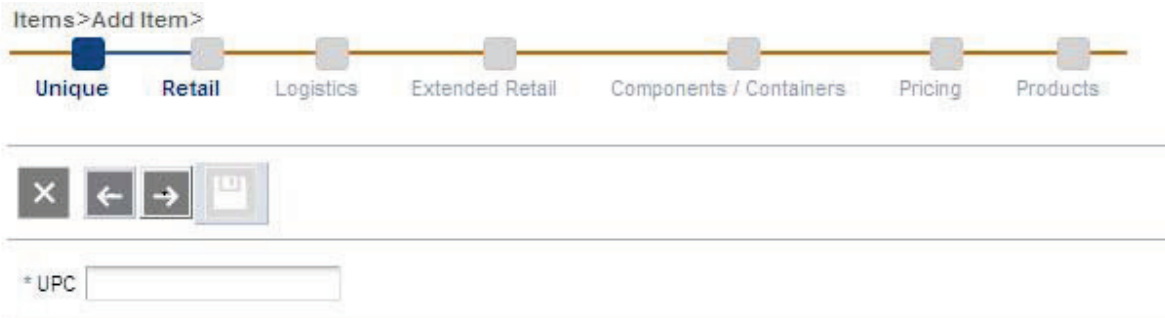 Items>Add Item>
Unique Retail Logistics Extended Retail Components / Containers Pricing Products
* UPC